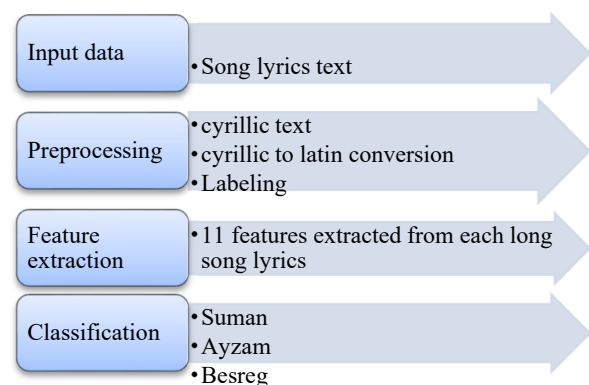 Input data
•Song lyrics text
Preprocessing
•cyrillic text
•cyrillic to latin conversion
•Labeling
Feature
extraction
•11 features extracted from each long
song lyrics
Classification
•Suman
•Ayzam
•Besreg